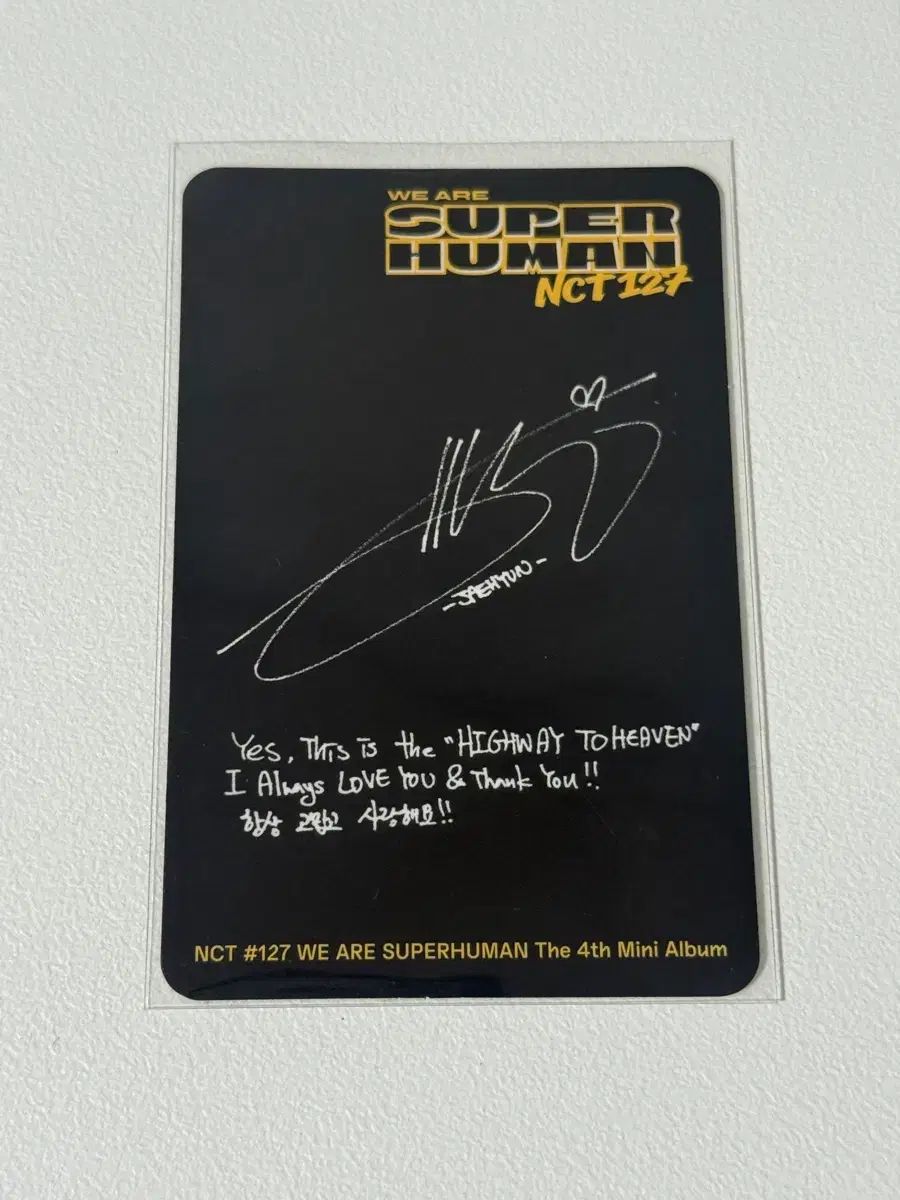 WE ARE
SUPER
HUMAN
NCT 127
-JAEHYUN-
Yes, This is the "HIGHWAY TO HEAVEN"
I Always LOVE YOU & Thank You!!
항상 고맙고 사랑해요!!
NCT #127 WE ARE SUPERHUMAN The 4th Mini Album